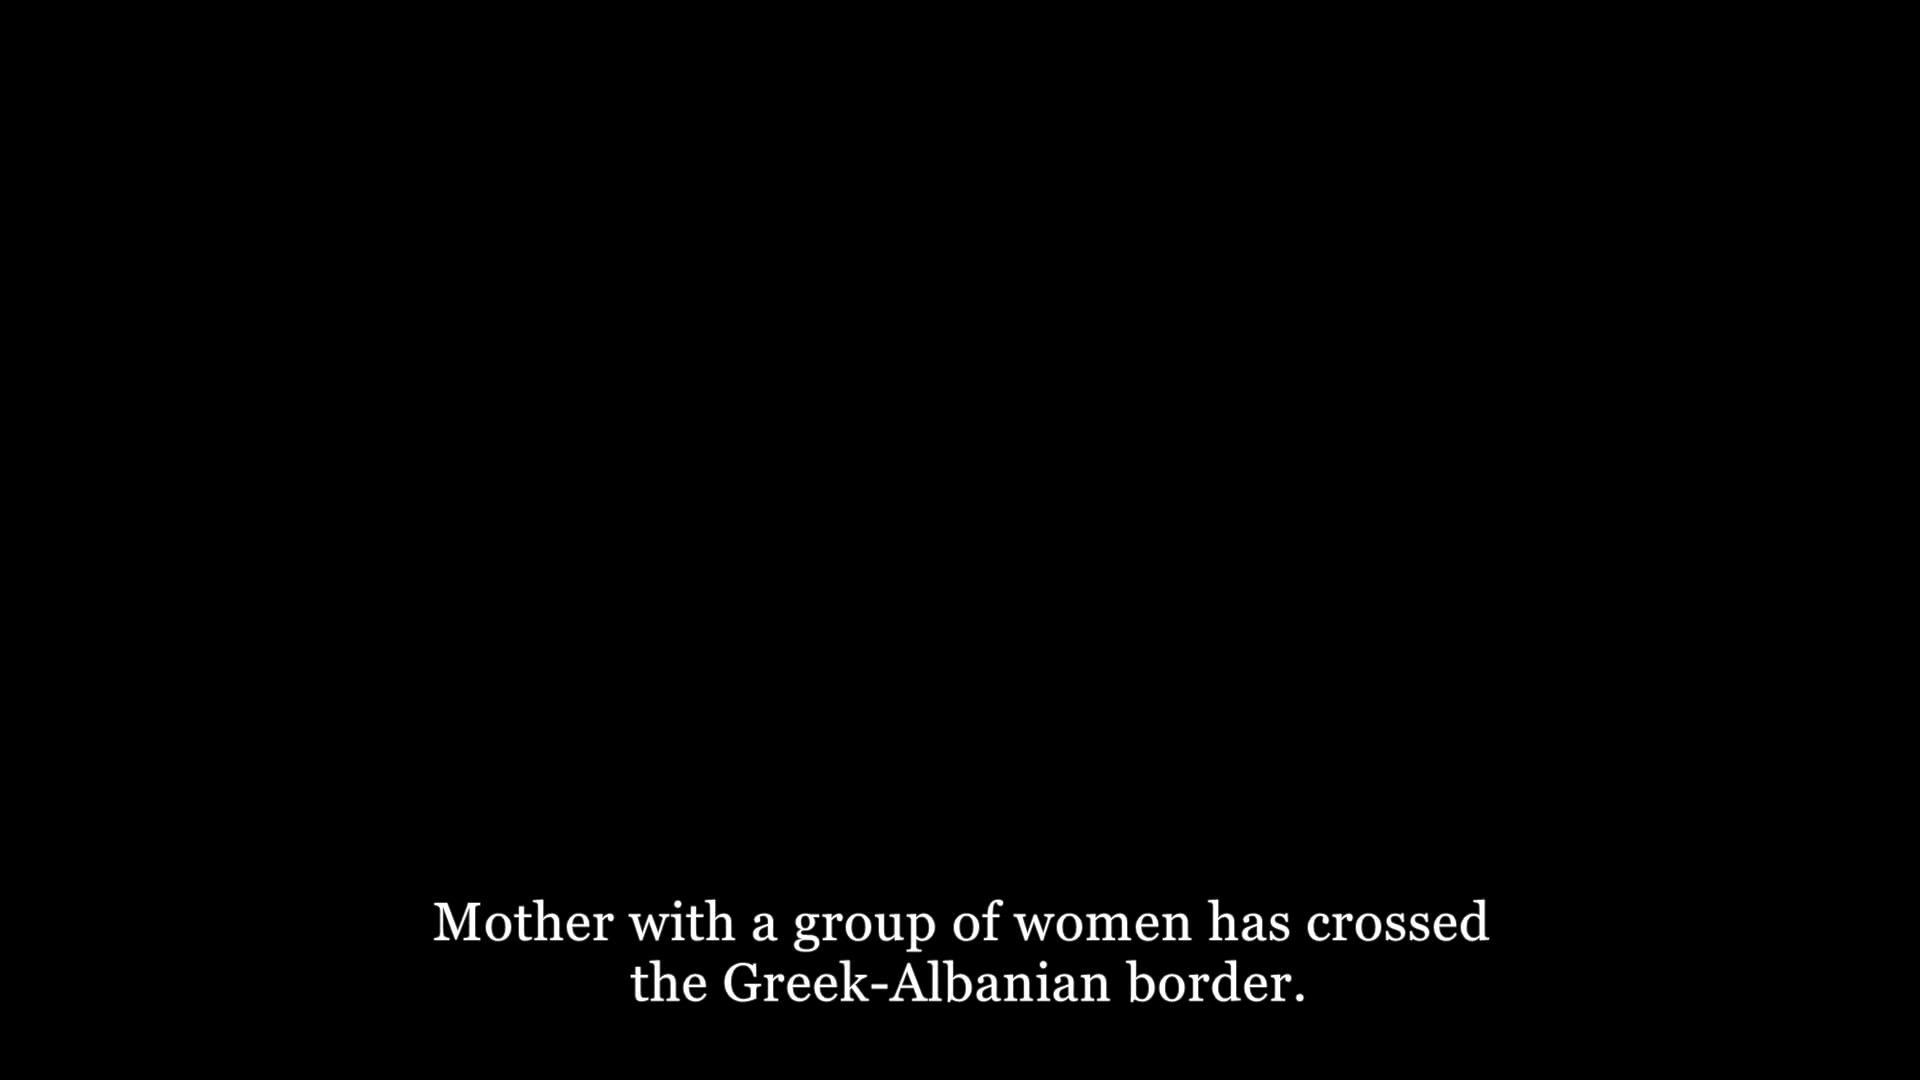 Mother with a group of women has crossed
the Greek-Albanian border.